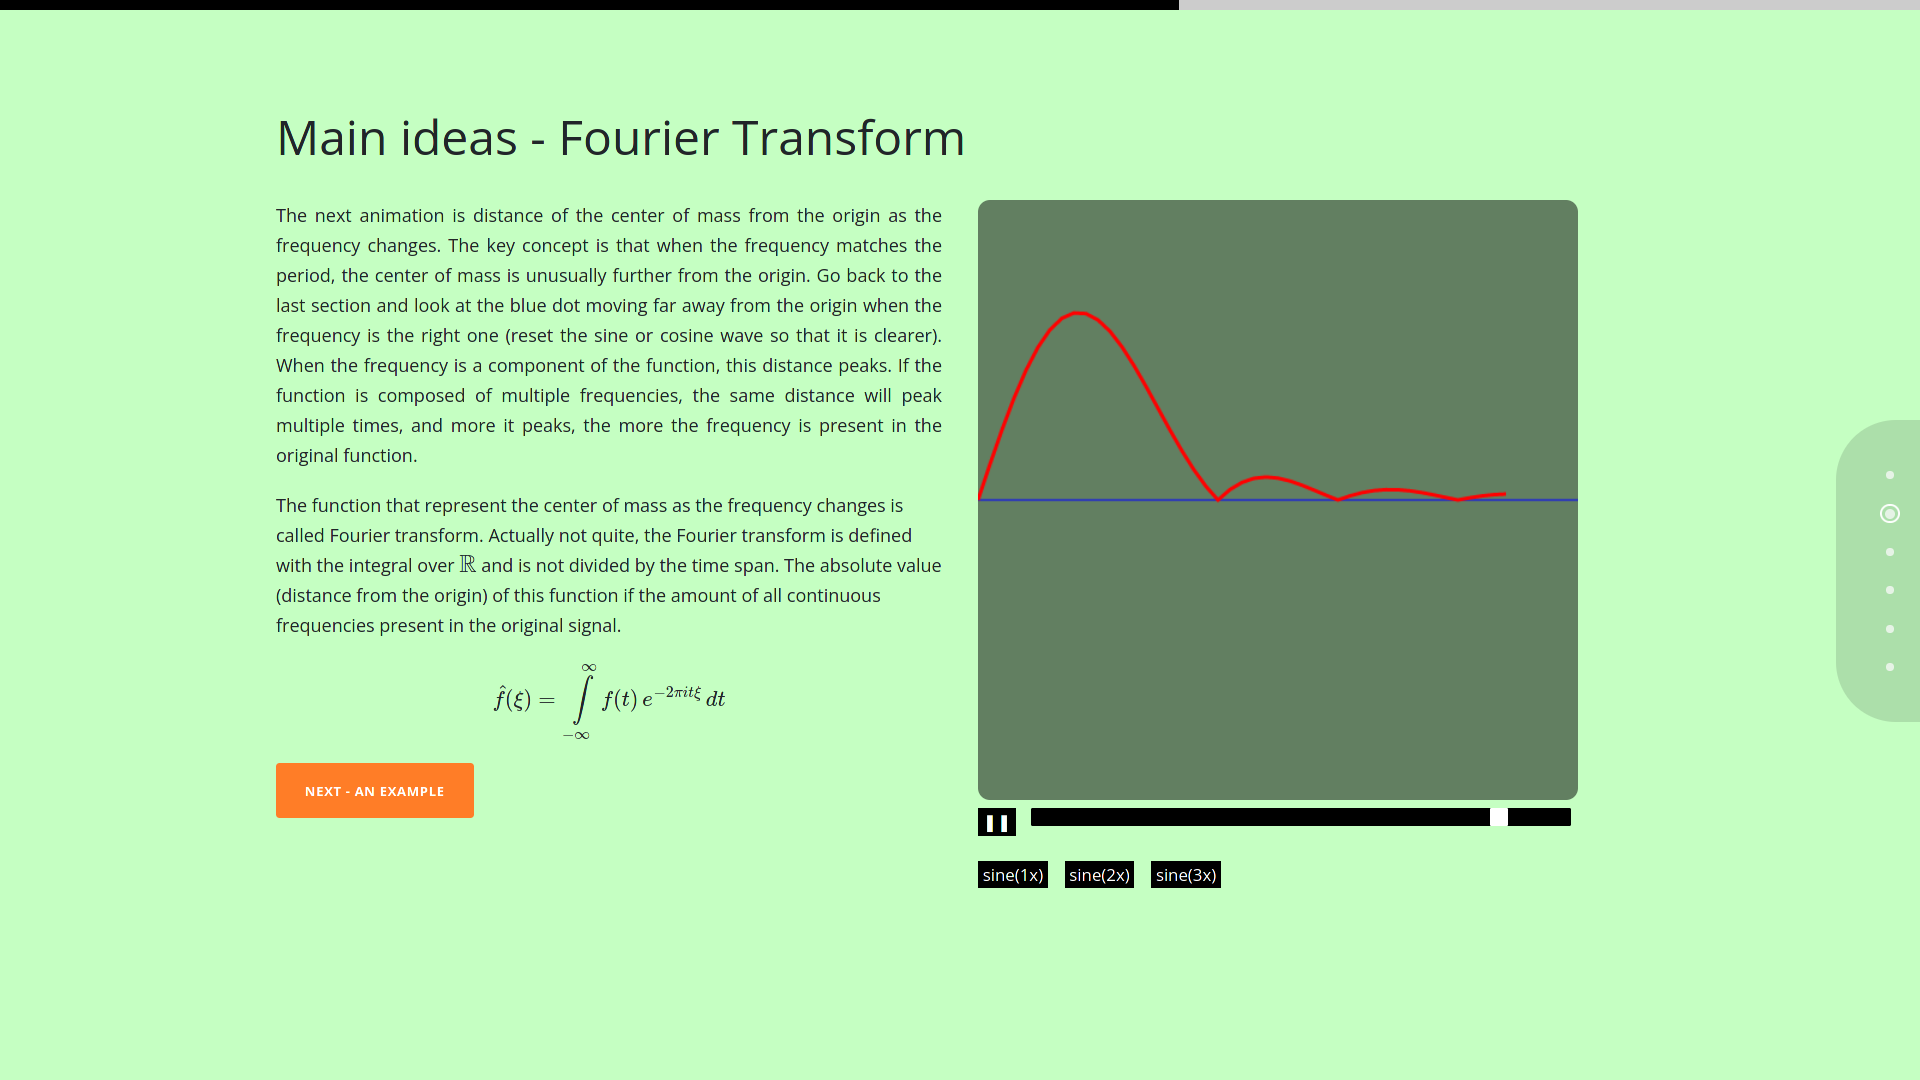 Main ideas - Fourier Transform
The next animation is distance of the center of mass from the origin as the
frequency changes. The key concept is that when the frequency matches the
period, the center of mass is unusually further from the origin. Go back to the
last section and look at the blue dot moving far away from the origin when the
frequency is the right one (reset the sine or cosine wave so that it is clearer).
When the frequency is a component of the function, this distance peaks. If the
function is composed of multiple frequencies, the same distance will peak
multiple times, and more it peaks, the more the frequency is present in the
original function.
The function that represent the center of mass as the frequency changes is
called Fourier transform. Actually not quite, the Fourier transform is defined
with the integral over ℝ and is not divided by the time span. The absolute value
(distance from the origin) of this function if the amount of all continuous
frequencies present in the original signal.
f̂(ξ) = ∫_{−∞}^{∞} f(t) e^{−2πitξ} dt
NEXT - AN EXAMPLE
sine(1x) sine(2x) sine(3x)